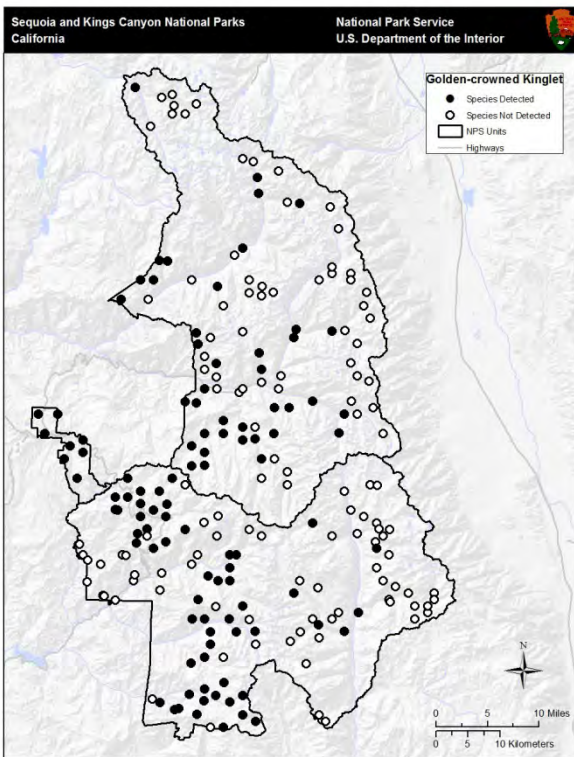 Sequoia and Kings Canyon National Parks
California
National Park Service
U.S. Department of the Interior
Golden-crowned Kinglet
Species Detected
Species Not Detected
NPS Units
Highways
N
0 5 10 Miles
0 5 10 Kilometers